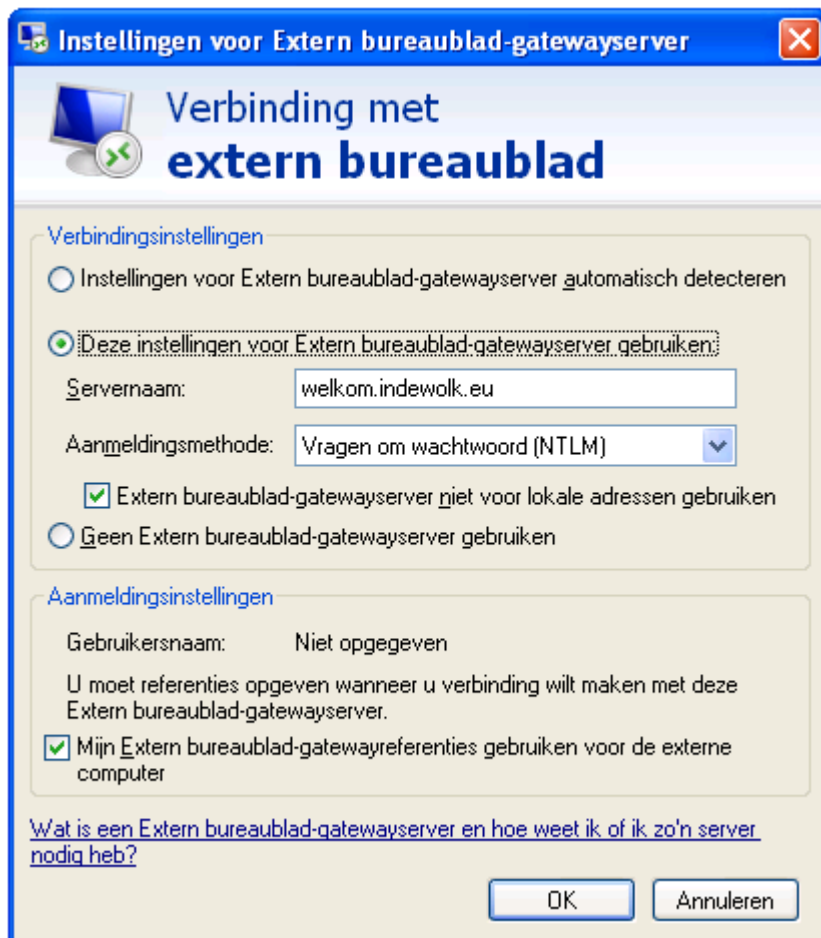 Instellingen voor Extern bureaublad-gatewayserver
Verbinding met
extern bureaublad
Verbindingsinstellingen
Instellingen voor Extern bureaublad-gatewayserver automatisch detecteren
Deze instellingen voor Extern bureaublad-gatewayserver gebruiken:
Servernaam: welkom.indewolk.eu
Aanmeldingsmethode: Vragen om wachtwoord (NTLM)
Extern bureaublad-gatewayserver niet voor lokale adressen gebruiken
Geen Extern bureaublad-gatewayserver gebruiken
Aanmeldingsinstellingen
Gebruikersnaam: Niet opgegeven
U moet referenties opgeven wanneer u verbinding wilt maken met deze
Extern bureaublad-gatewayserver.
Mijn Extern bureaublad-gatewayreferenties gebruiken voor de externe
computer
Wat is een Extern bureaublad-gatewayserver en hoe weet ik of ik zo'n server
nodig heb?
OK Annuleren